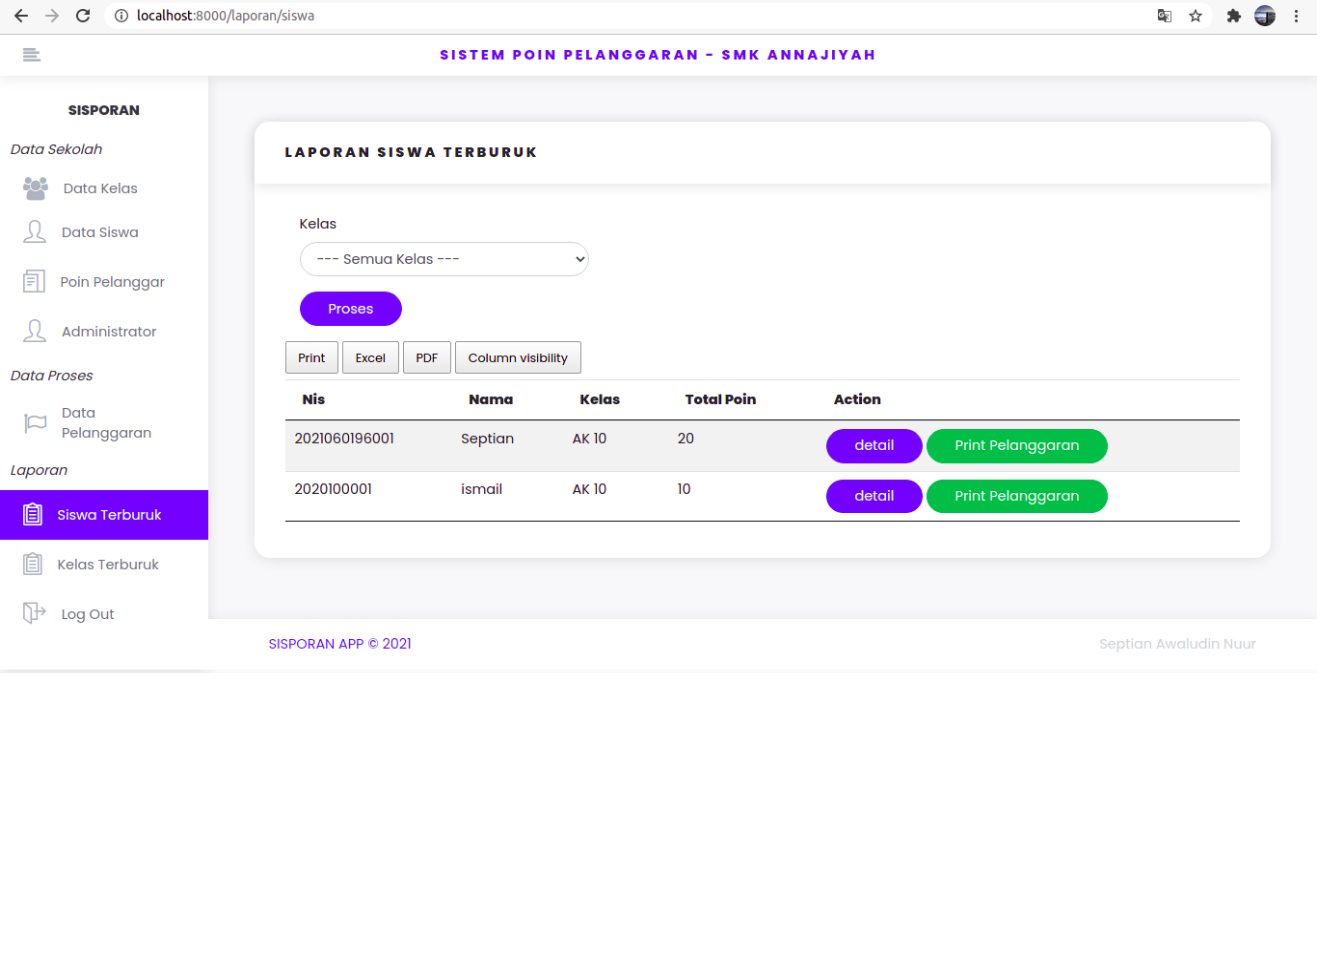 localhost:8000/laporan/siswa
SISTEM POIN PELANGGARAN - SMK ANNAJIYAH
SISPORAN
Data Sekolah
Data Kelas
Data Siswa
Poin Pelanggar
Administrator
Data Proses
Data
Pelanggaran
Laporan
Siswa Terburuk
Kelas Terburuk
Log Out
LAPORAN SISWA TERBURUK
Kelas
--- Semua Kelas ---
Proses
Print Excel PDF Column visibility
Nis Nama Kelas Total Poin Action
2021060196001 Septian AK 10 20 detail Print Pelanggaran
2020100001 ismail AK 10 10 detail Print Pelanggaran
SISPORAN APP © 2021 Septian Awaludin Nuur